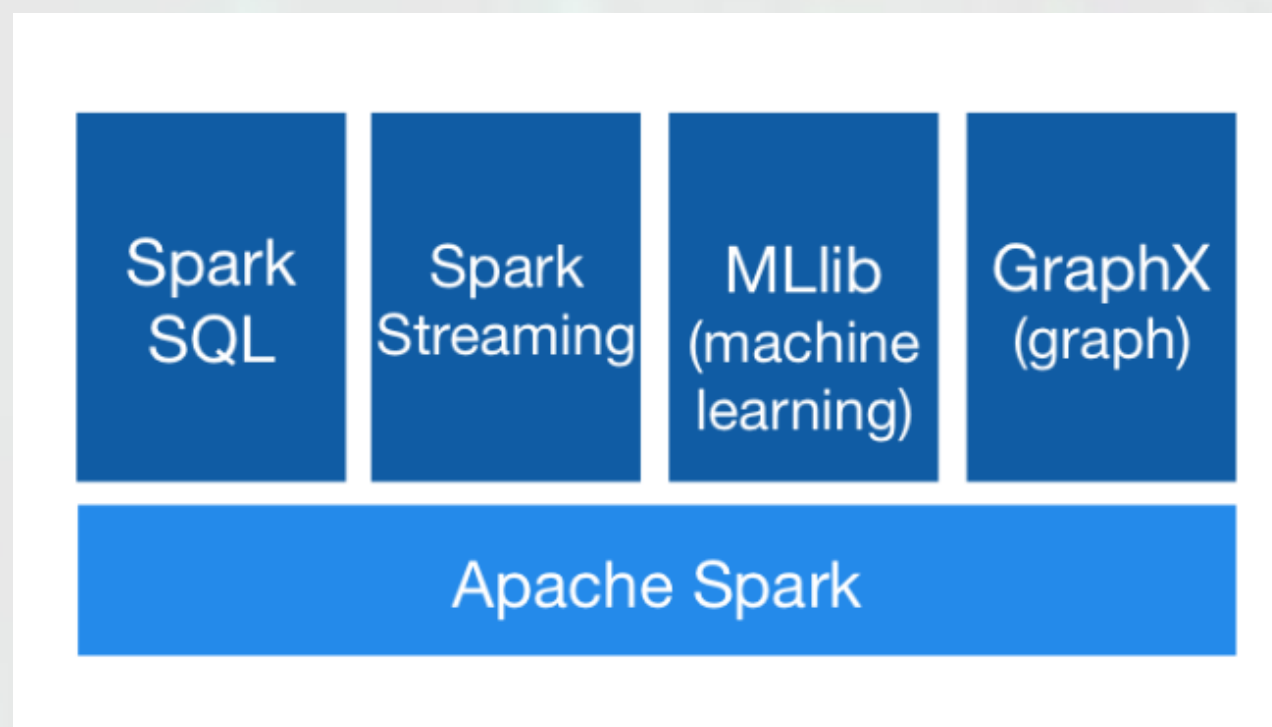 Spark
SQL
Spark
Streaming
MLlib
(machine
learning)
GraphX
(graph)
Apache Spark